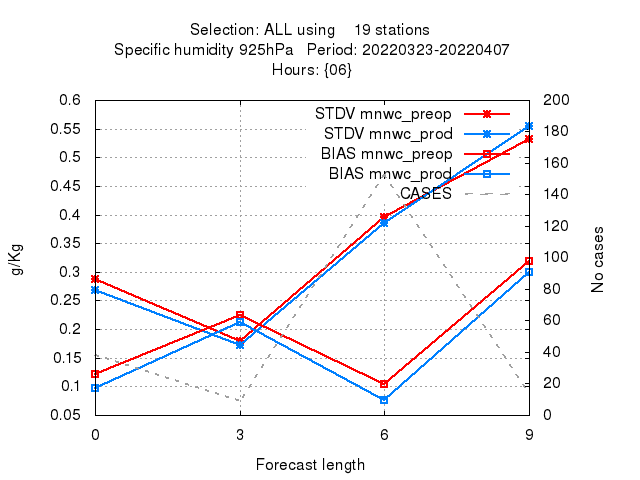 Selection: ALL using    19 stations
Specific humidity 925hPa   Period: 20220323-20220407
Hours: {06}
0.6
0.55
0.5
0.45
0.4
0.35
0.3
0.25
0.2
0.15
0.1
0.05
g/Kg
STDV mnwc_preop
STDV mnwc_prod
BIAS mnwc_preop
BIAS mnwc_prod
CASES
200
180
160
140
120
100
80
60
40
20
0
No cases
0 3 6 9
Forecast length